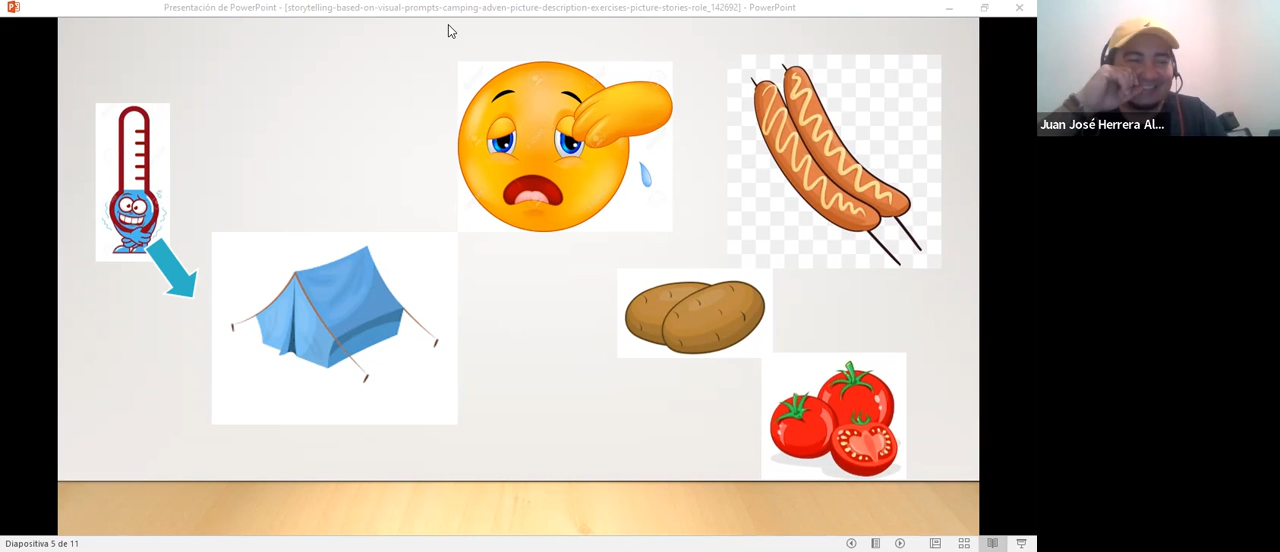 Presentación de PowerPoint - [storytelling-based-on-visual-prompts-camping-adven-picture-description-exercises-picture-stories-role_142692] - PowerPoint
Juan José Herrera Al...
Diapositiva 5 de 11